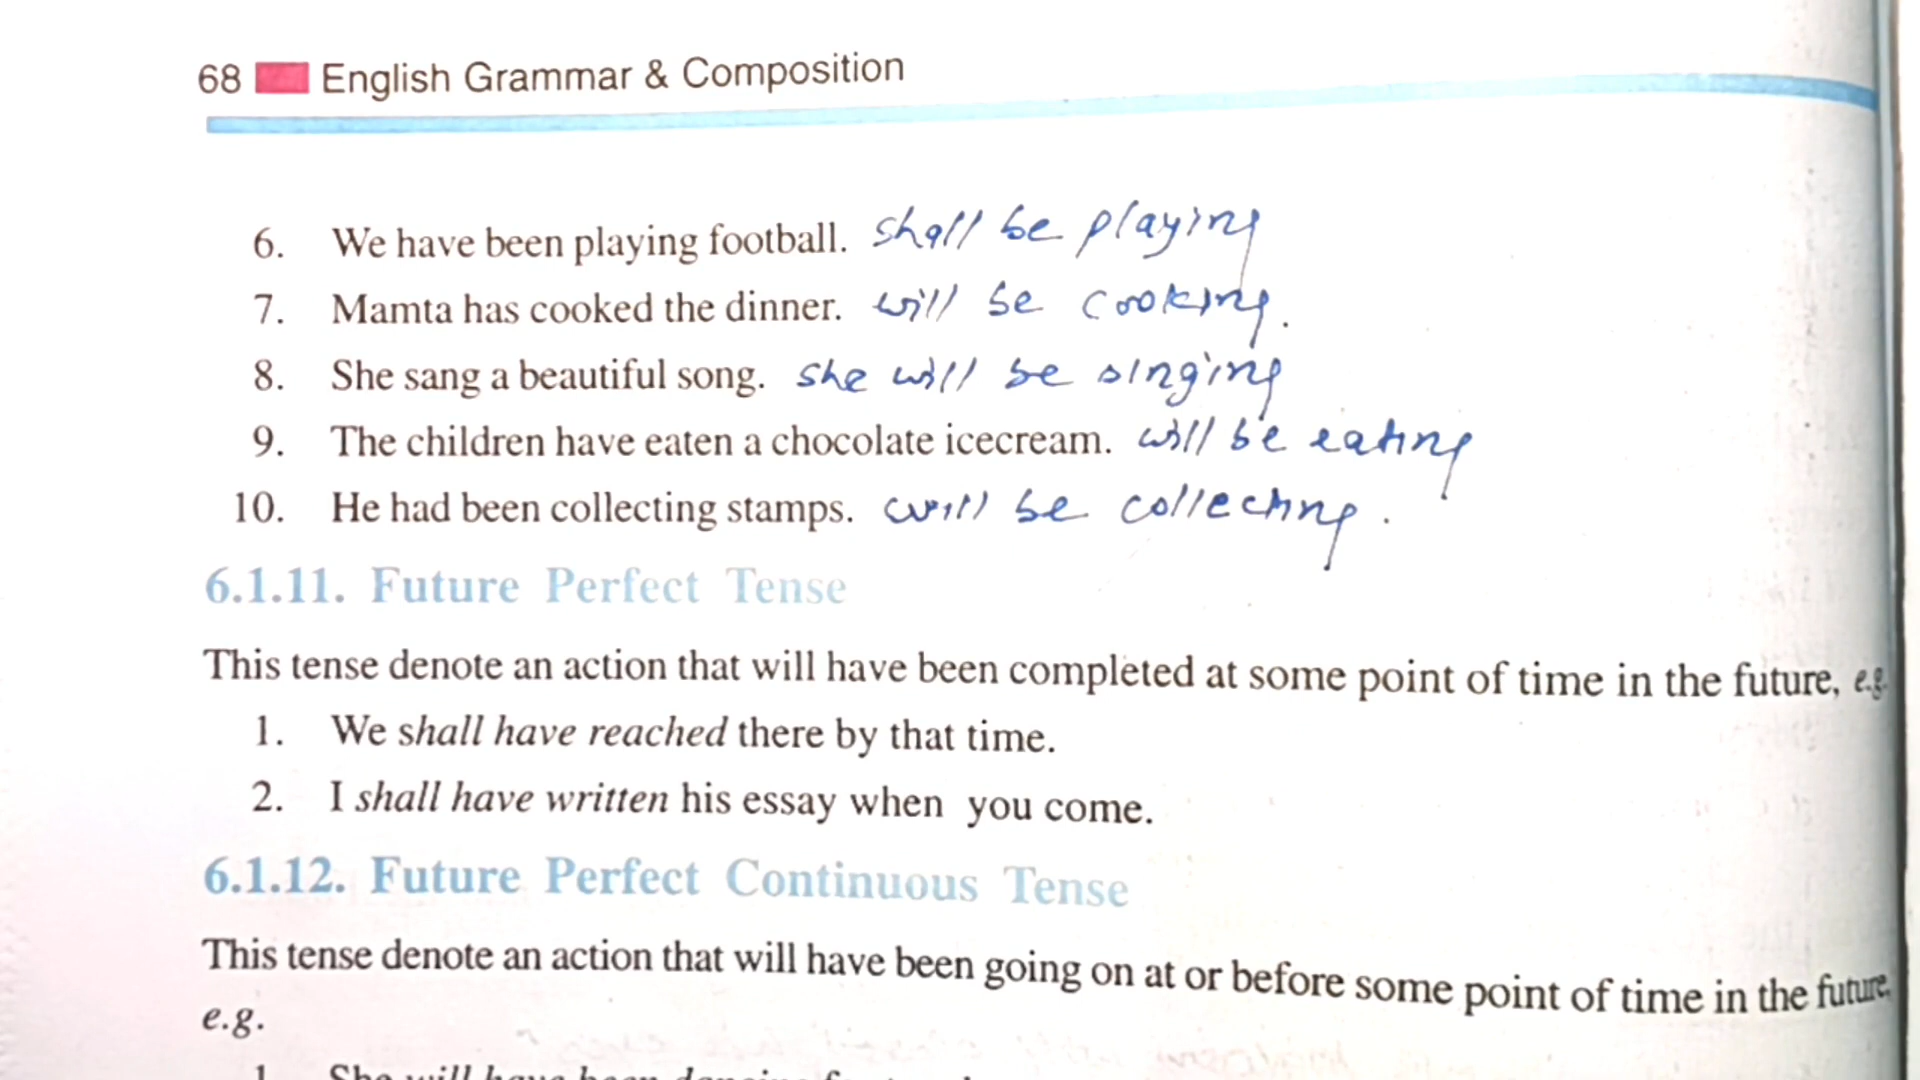 68 English Grammar & Composition
6. We have been playing football. shall be playing
7. Mamta has cooked the dinner. will be cooking.
8. She sang a beautiful song. she will be singing
9. The children have eaten a chocolate icecream. will be eating
10. He had been collecting stamps. will be collecting.
6.1.11. Future Perfect Tense
This tense denote an action that will have been completed at some point of time in the future, e.g.
1. We shall have reached there by that time.
2. I shall have written his essay when you come.
6.1.12. Future Perfect Continuous Tense
This tense denote an action that will have been going on at or before some point of time in the future,
e.g.
1. She will have been dancing